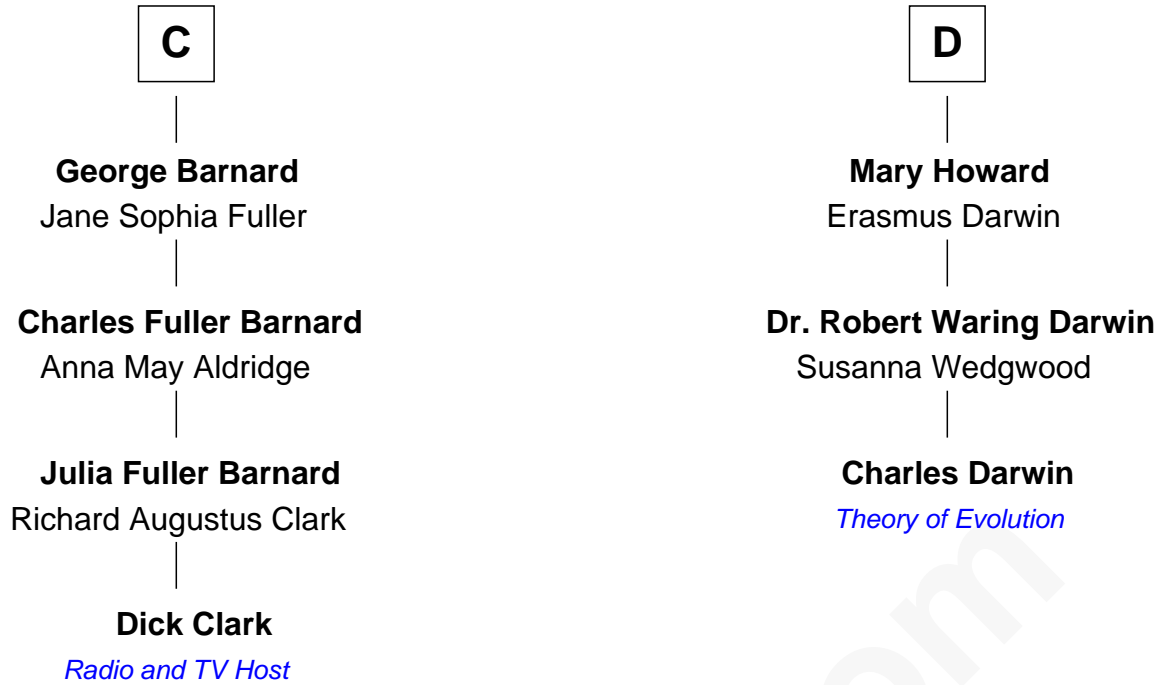 C
George Barnard
Jane Sophia Fuller
Charles Fuller Barnard
Anna May Aldridge
Julia Fuller Barnard
Richard Augustus Clark
Dick Clark
Radio and TV Host
D
Mary Howard
Erasmus Darwin
Dr. Robert Waring Darwin
Susanna Wedgwood
Charles Darwin
Theory of Evolution
om